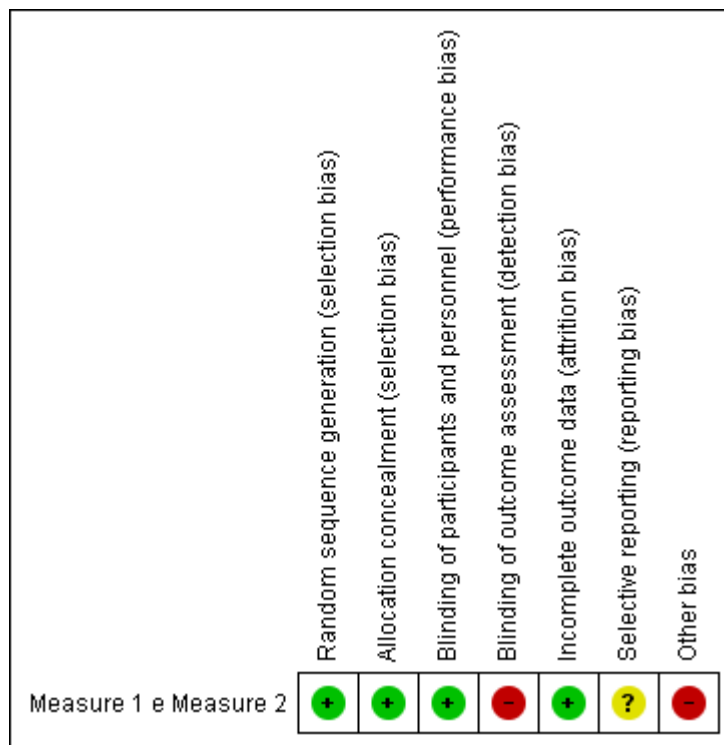 Random sequence generation (selection bias)
Allocation concealment (selection bias)
Blinding of participants and personnel (performance bias)
Blinding of outcome assessment (detection bias)
Incomplete outcome data (attrition bias)
Selective reporting (reporting bias)
Other bias
Measure 1 e Measure 2 + + + - + ? -